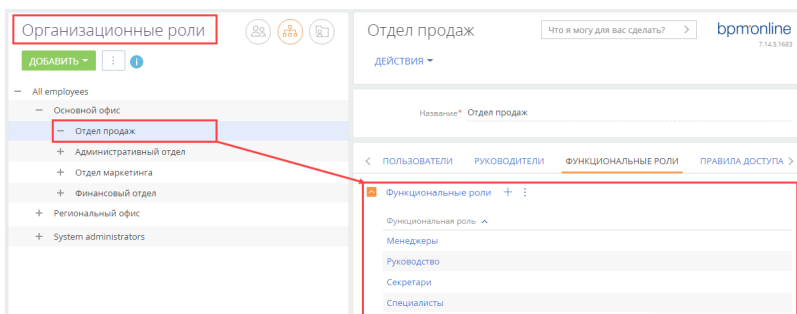 Организационные роли
ДОБАВИТЬ
All employees
Основной офис
Отдел продаж
Административный отдел
Отдел маркетинга
Финансовый отдел
Региональный офис
System administrators
Отдел продаж
Что я могу для вас сделать? >
bpm'online
7.14.3.1683
ДЕЙСТВИЯ
Название* Отдел продаж
< ПОЛЬЗОВАТЕЛИ РУКОВОДИТЕЛИ ФУНКЦИОНАЛЬНЫЕ РОЛИ ПРАВИЛА ДОСТУПА >
Функциональные роли + ⋮
Функциональная роль
Менеджеры
Руководство
Секретари
Специалисты